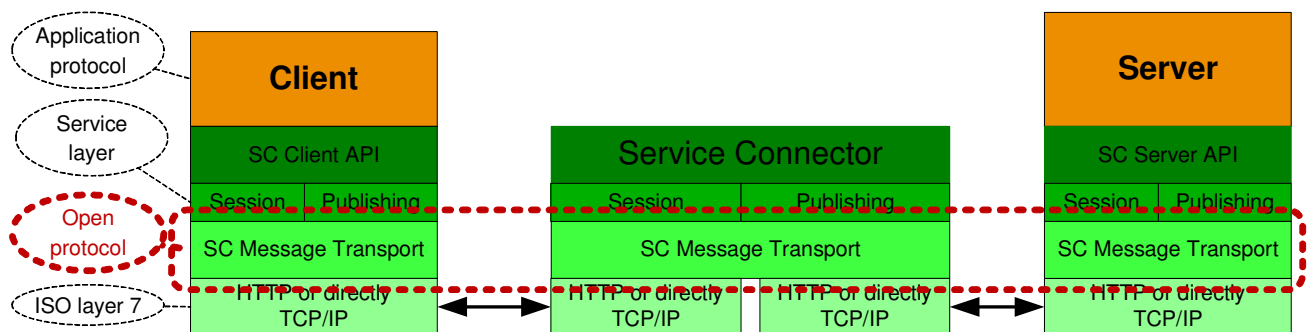 Application
protocol
Client
Server
Service
layer
SC Client API
Service Connector
SC Server API
Session
Publishing
Session
Publishing
Session
Publishing
Open
protocol
SC Message Transport
SC Message Transport
SC Message Transport
ISO layer 7
HTTP or directly
TCP/IP
HTTP or directly
TCP/IP
HTTP or directly
TCP/IP
HTTP or directly
TCP/IP